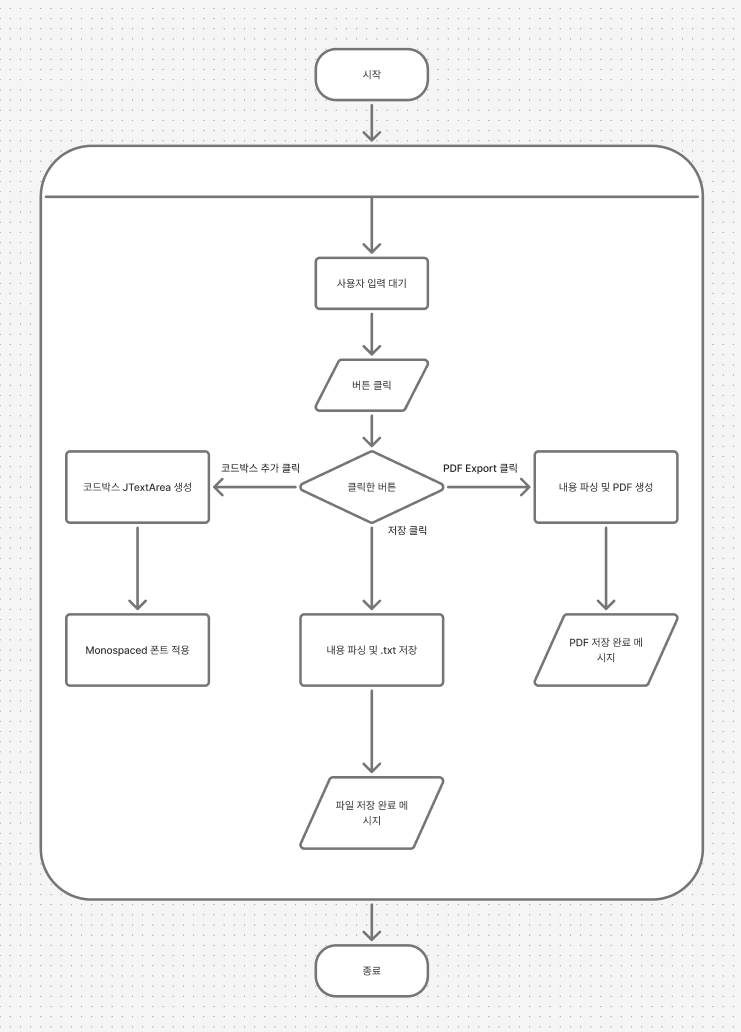 시작
사용자 입력 대기
버튼 클릭
코드박스 추가 클릭
PDF Export 클릭
코드박스 JTextArea 생성
클릭한 버튼
내용 파싱 및 PDF 생성
저장 클릭
Monospaced 폰트 적용
내용 파싱 및 .txt 저장
PDF 저장 완료 메
시지
파일 저장 완료 메
시지
종료